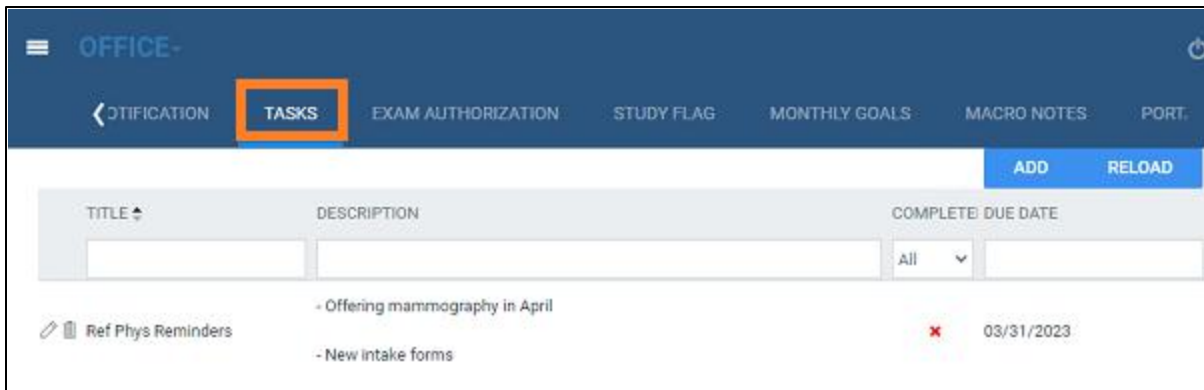 OFFICE-
OTIFICATION TASKS EXAM AUTHORIZATION STUDY FLAG MONTHLY GOALS MACRO NOTES PORT.
ADD RELOAD
TITLE DESCRIPTION COMPLETE DUE DATE
All
- Offering mammography in April
Ref Phys Reminders 03/31/2023
- New intake forms